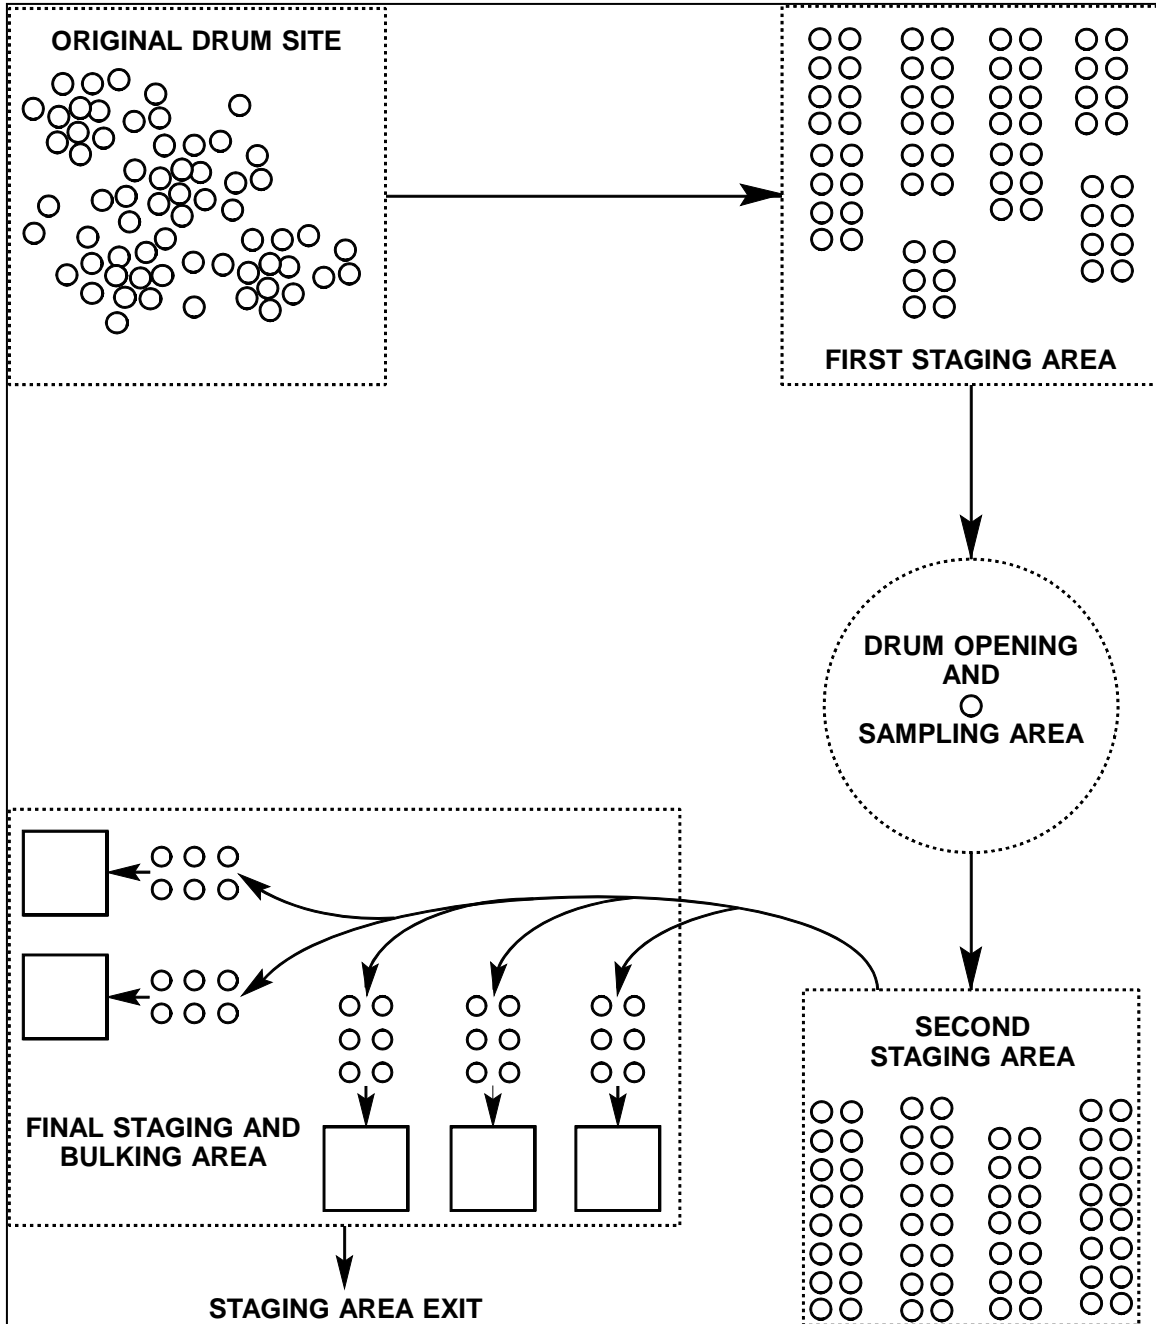 ORIGINAL DRUM SITE
FIRST STAGING AREA
DRUM OPENING
AND
SAMPLING AREA
SECOND
STAGING AREA
FINAL STAGING AND
BULKING AREA
STAGING AREA EXIT